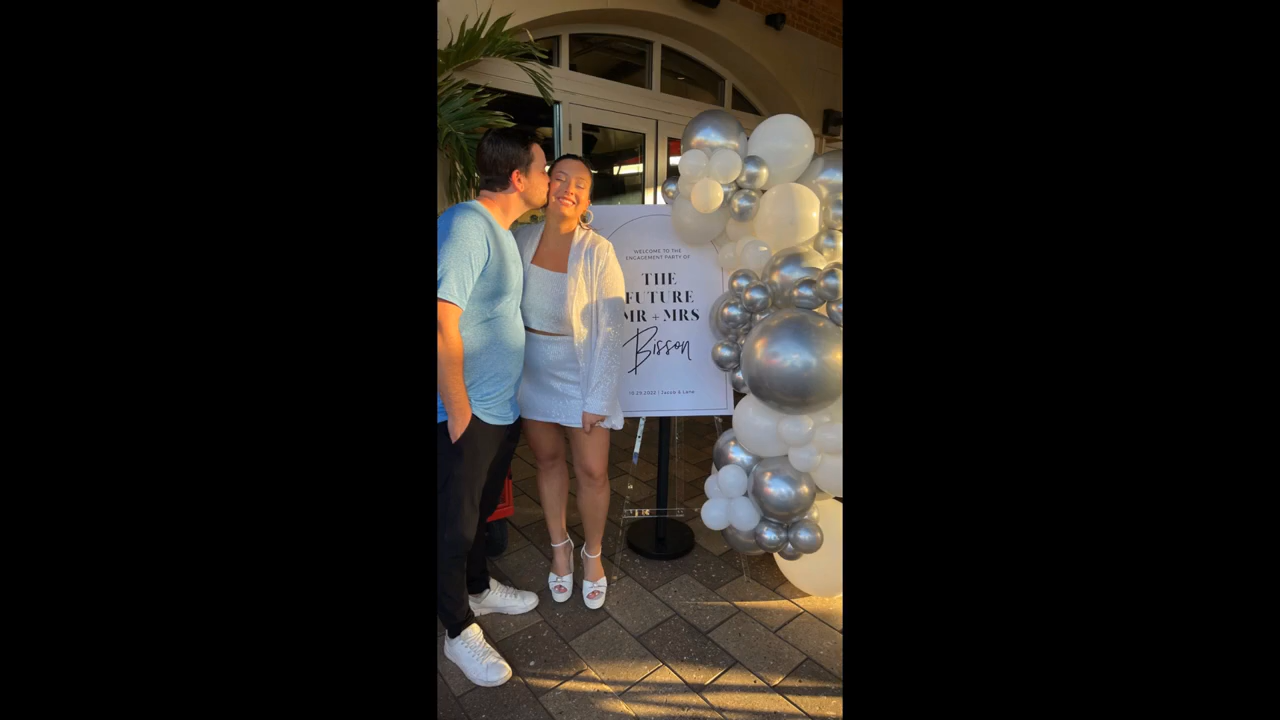 WELCOME TO THE
ENGAGEMENT PARTY OF
THE
FUTURE
MR + MRS
Bisson
10.29.2022 | Jacob & Lane